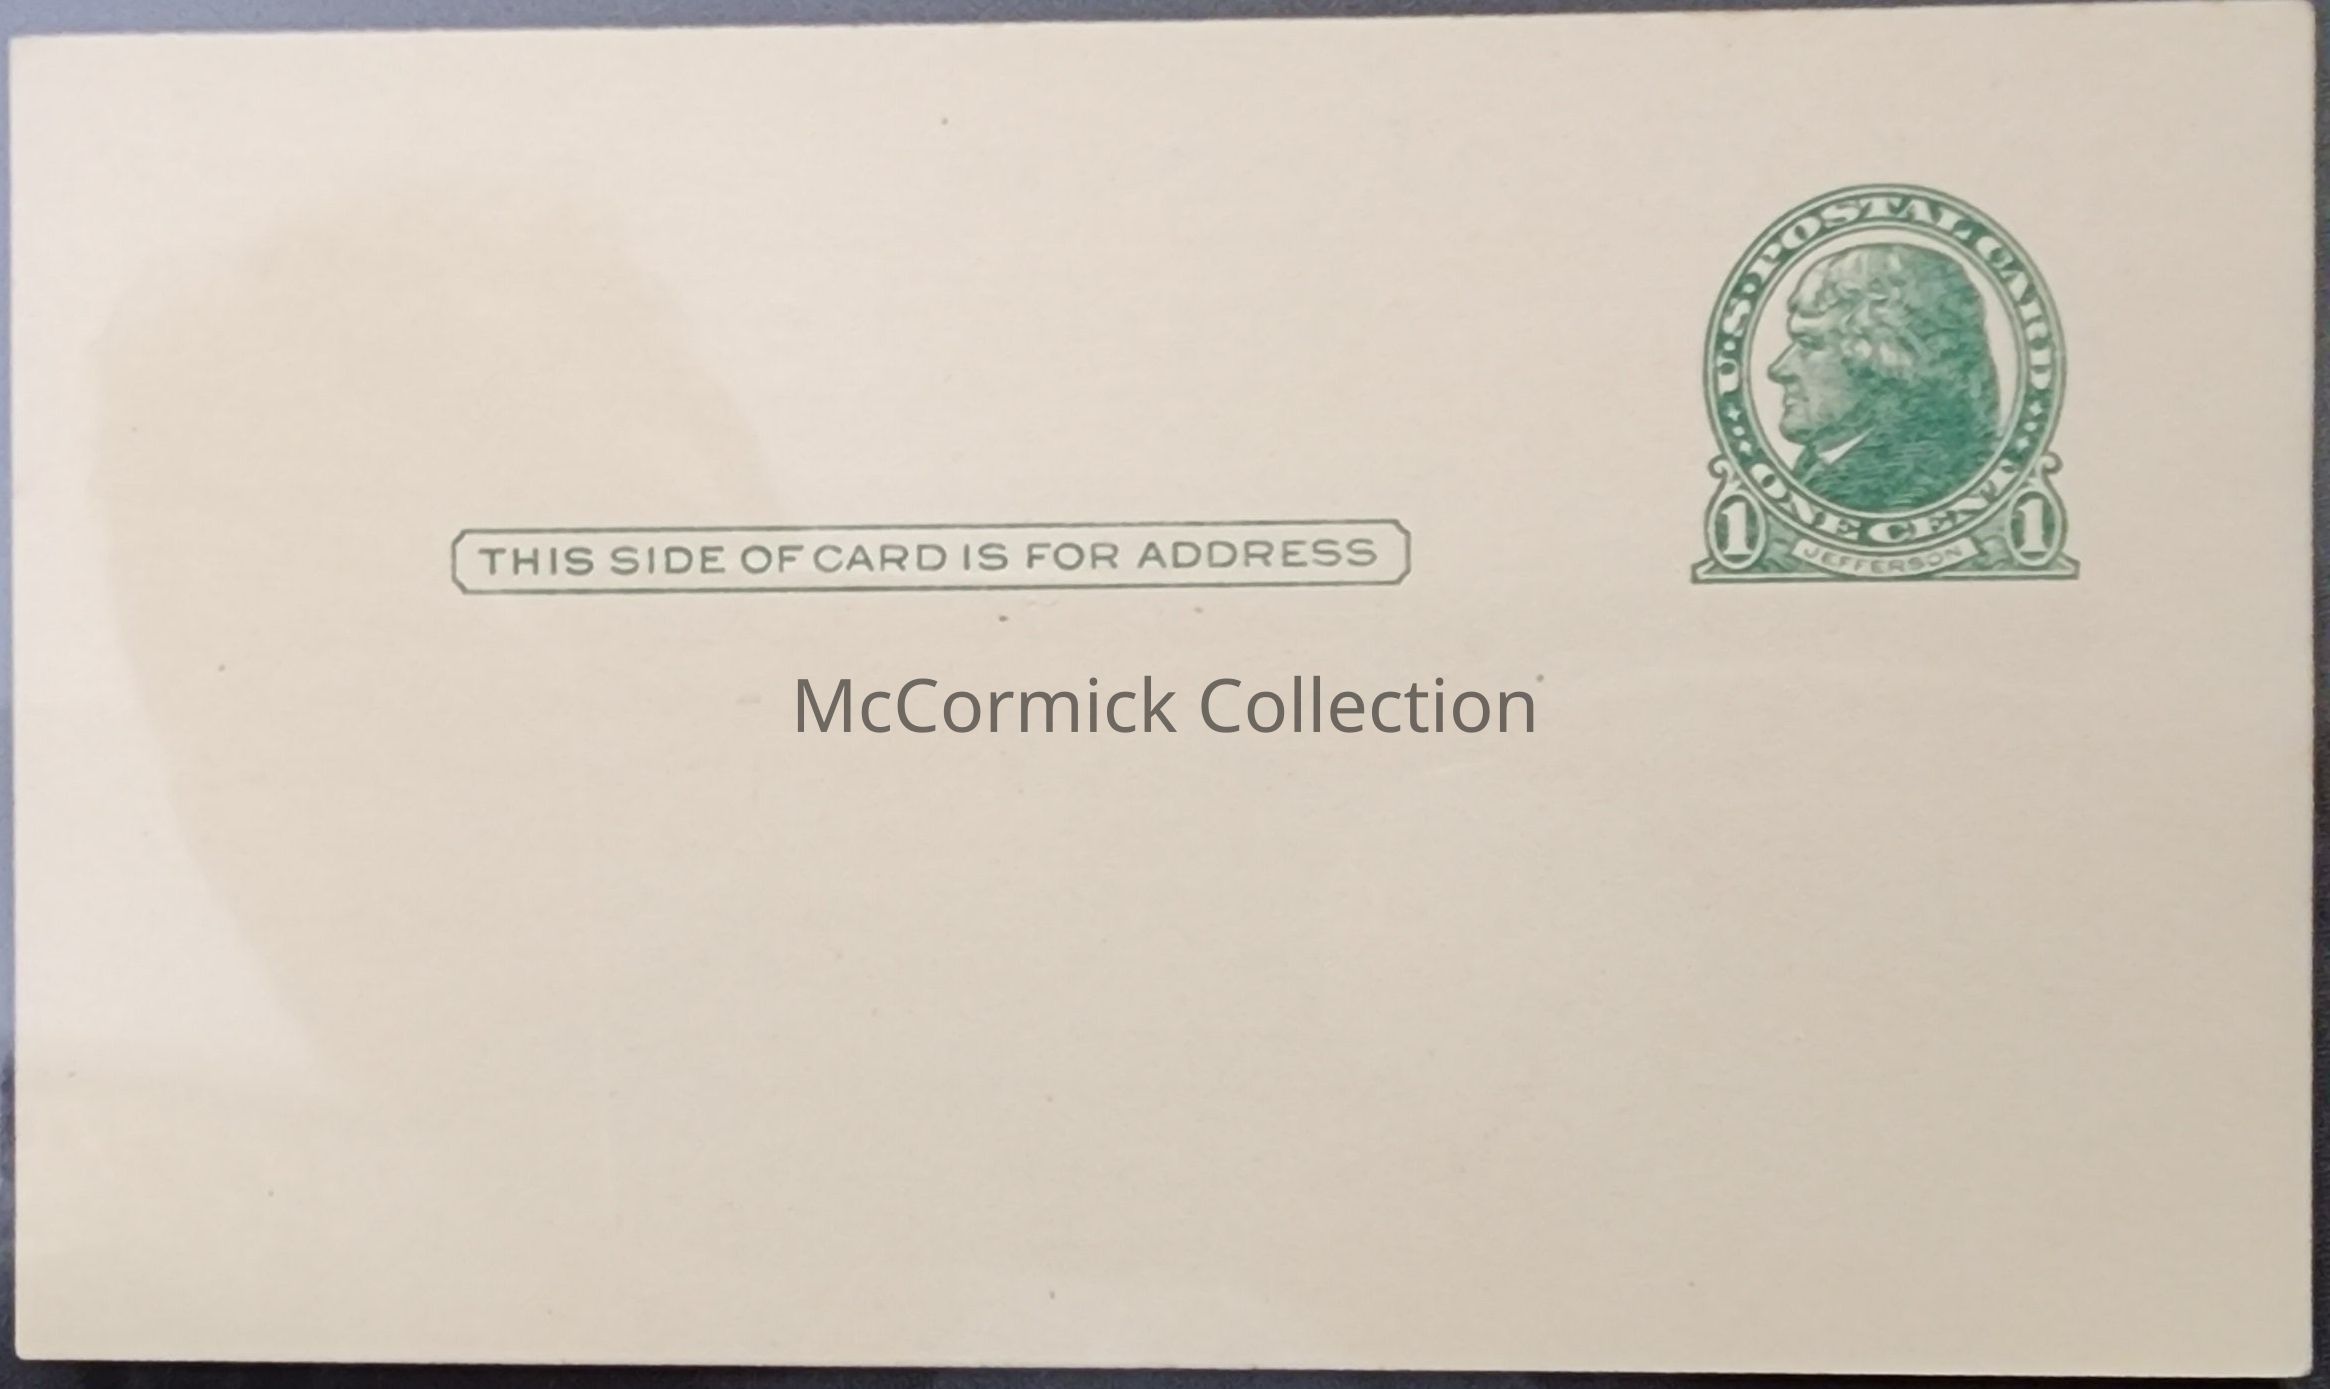 U·S·POSTAL CARD
ONE CENT
1 JEFFERSON 1
THIS SIDE OF CARD IS FOR ADDRESS
McCormick Collection